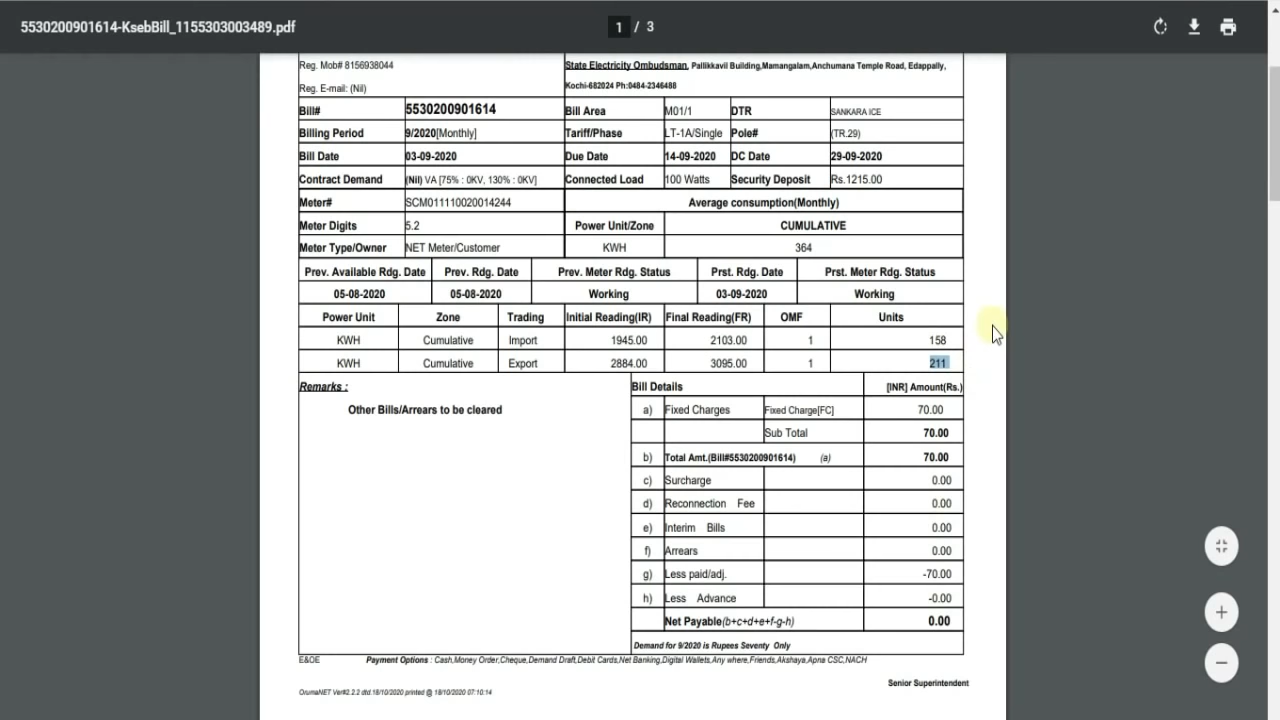 5530200901614-KsebBill_1155303003489.pdf 1 / 3
Reg. Mob# 8156938044 State Electricity Ombudsman, Pallikkavil Building,Mamangalam,Anchumana Temple Road, Edappally,
Reg. E-mail: (Nil) Kochi-682024 Ph:0484-2346488
Bill# 5530200901614 Bill Area M01/1 DTR SANKARA ICE
Billing Period 9/2020[Monthly] Tariff/Phase LT-1A/Single Pole# (TR.29)
Bill Date 03-09-2020 Due Date 14-09-2020 DC Date 29-09-2020
Contract Demand (Nil) VA [75% : 0KV, 130% : 0KV] Connected Load 100 Watts Security Deposit Rs.1215.00
Meter# SCM011110020014244 Average consumption(Monthly)
Meter Digits 5.2 Power Unit/Zone CUMULATIVE
Meter Type/Owner NET Meter/Customer KWH 364
Prev. Available Rdg. Date Prev. Rdg. Date Prev. Meter Rdg. Status Prst. Rdg. Date Prst. Meter Rdg. Status
05-08-2020 05-08-2020 Working 03-09-2020 Working
Power Unit Zone Trading Initial Reading(IR) Final Reading(FR) OMF Units
KWH Cumulative Import 1945.00 2103.00 1 158
KWH Cumulative Export 2884.00 3095.00 1 211
Remarks : Bill Details [INR] Amount(Rs.)
Other Bills/Arrears to be cleared a) Fixed Charges Fixed Charge[FC] 70.00
Sub Total 70.00
b) Total Amt.(Bill#5530200901614) (a) 70.00
c) Surcharge 0.00
d) Reconnection Fee 0.00
e) Interim Bills 0.00
f) Arrears 0.00
g) Less paid/adj. -70.00
h) Less Advance -0.00
Net Payable(b+c+d+e+f-g-h) 0.00
Demand for 9/2020 is Rupees Seventy Only
E&OE Payment Options : Cash,Money Order,Cheque,Demand Draft,Debit Cards,Net Banking,Digital Wallets,Any where,Friends,Akshaya,Apna CSC,NACH
Senior Superintendent
OrumaNET Ver#2.2.2 dtd.18/10/2020 printed @ 18/10/2020 07:10:14